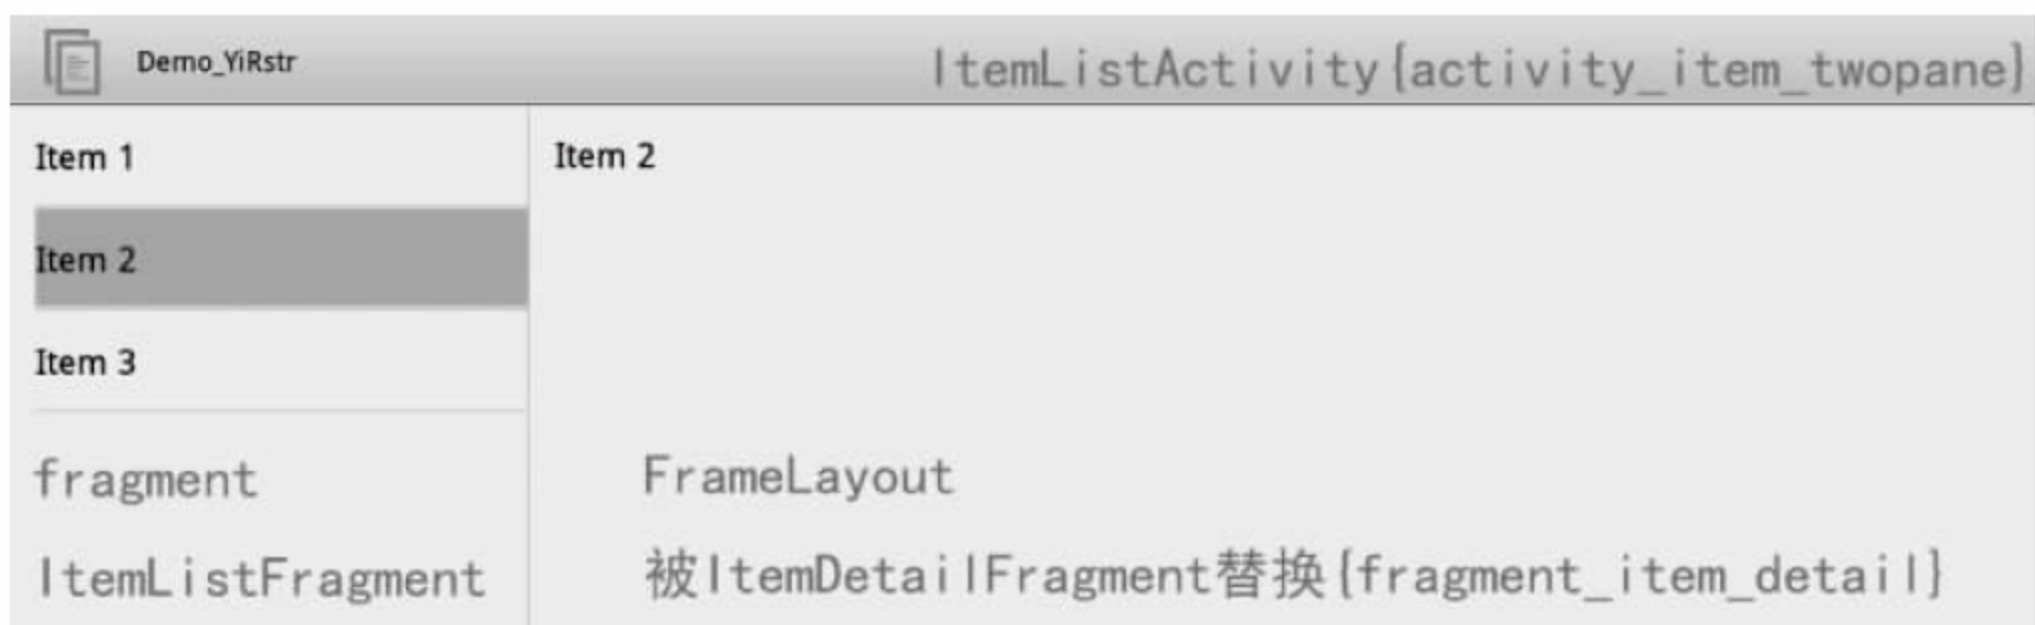 Demo_YiRstr
ItemListActivity{activity_item_twopane}
Item 1
Item 2
Item 3
fragment
ItemListFragment
Item 2
FrameLayout
被ItemDetailFragment替换{fragment_item_detail}